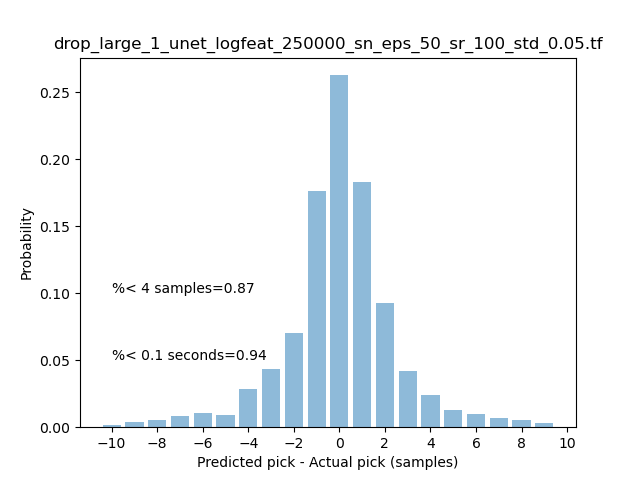 drop_large_1_unet_logfeat_250000_sn_eps_50_sr_100_std_0.05.tf
0.25
0.20
0.15
0.10
0.05
0.00
Probability
%< 4 samples=0.87
%< 0.1 seconds=0.94
−10 −8 −6 −4 −2 0 2 4 6 8 10
Predicted pick - Actual pick (samples)